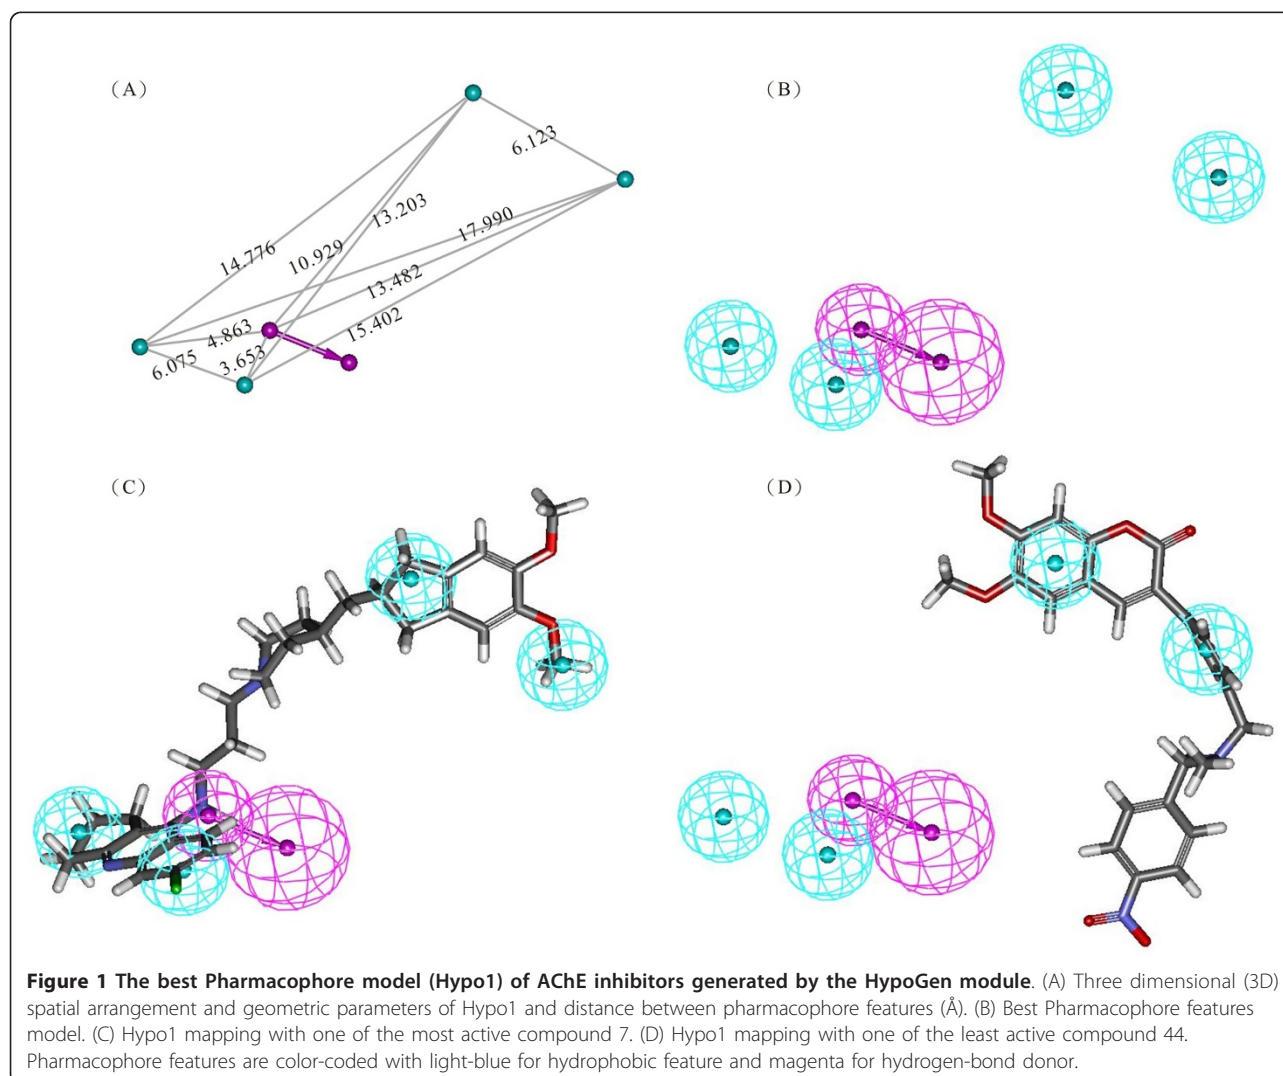 (A)
(B)
6.123
13.203
17.990
14.776
10.929
13.482
15.402
4.863
6.075
3.653
(C)
(D)
Figure 1 The best Pharmacophore model (Hypo1) of AChE inhibitors generated by the HypoGen module. (A) Three dimensional (3D)
spatial arrangement and geometric parameters of Hypo1 and distance between pharmacophore features (Å). (B) Best Pharmacophore features
model. (C) Hypo1 mapping with one of the most active compound 7. (D) Hypo1 mapping with one of the least active compound 44.
Pharmacophore features are color-coded with light-blue for hydrophobic feature and magenta for hydrogen-bond donor.